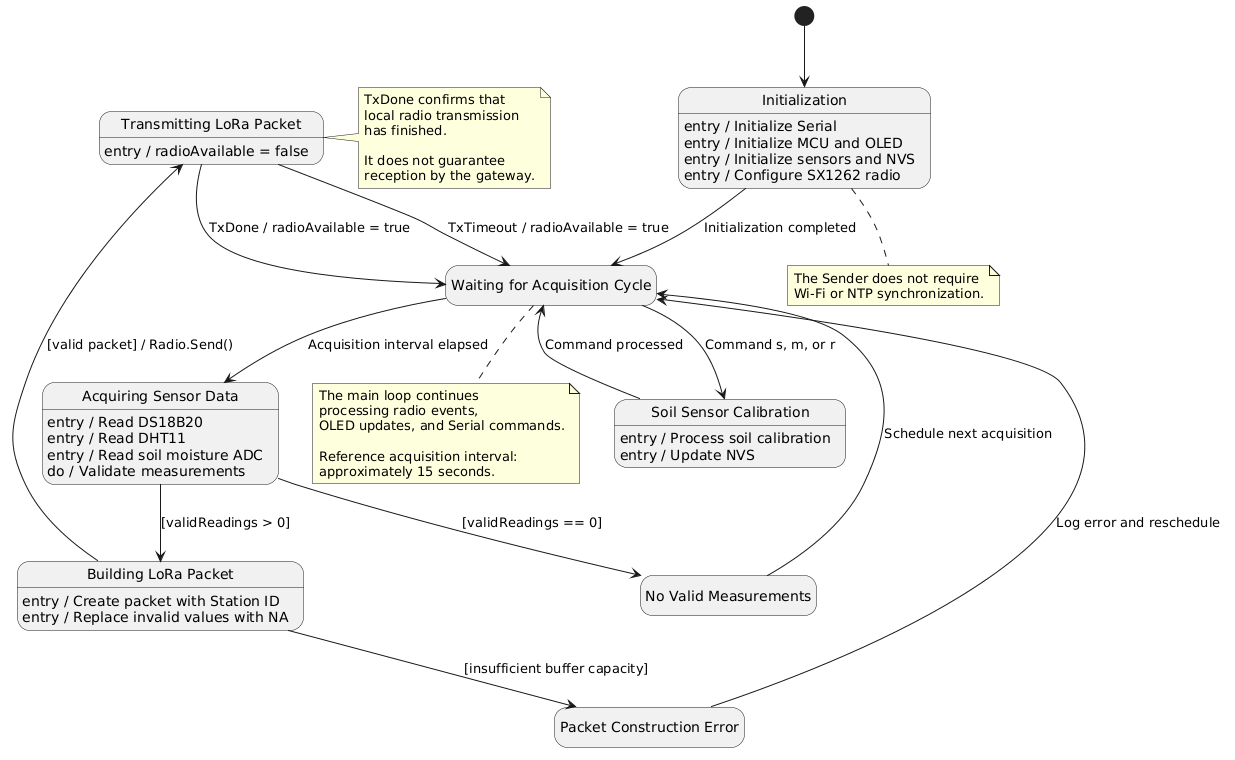 Initialization
entry / Initialize Serial
entry / Initialize MCU and OLED
entry / Initialize sensors and NVS
entry / Configure SX1262 radio
Transmitting LoRa Packet
entry / radioAvailable = false
TxDone confirms that
local radio transmission
has finished.
It does not guarantee
reception by the gateway.
TxDone / radioAvailable = true
TxTimeout / radioAvailable = true
Initialization completed
The Sender does not require
Wi-Fi or NTP synchronization.
Waiting for Acquisition Cycle
[valid packet] / Radio.Send()
Acquisition interval elapsed
Command processed
Command s, m, or r
Acquiring Sensor Data
entry / Read DS18B20
entry / Read DHT11
entry / Read soil moisture ADC
do / Validate measurements
The main loop continues
processing radio events,
OLED updates, and Serial commands.
Reference acquisition interval:
approximately 15 seconds.
Soil Sensor Calibration
entry / Process soil calibration
entry / Update NVS
Schedule next acquisition
[validReadings > 0]
[validReadings == 0]
Log error and reschedule
Building LoRa Packet
entry / Create packet with Station ID
entry / Replace invalid values with NA
No Valid Measurements
[insufficient buffer capacity]
Packet Construction Error